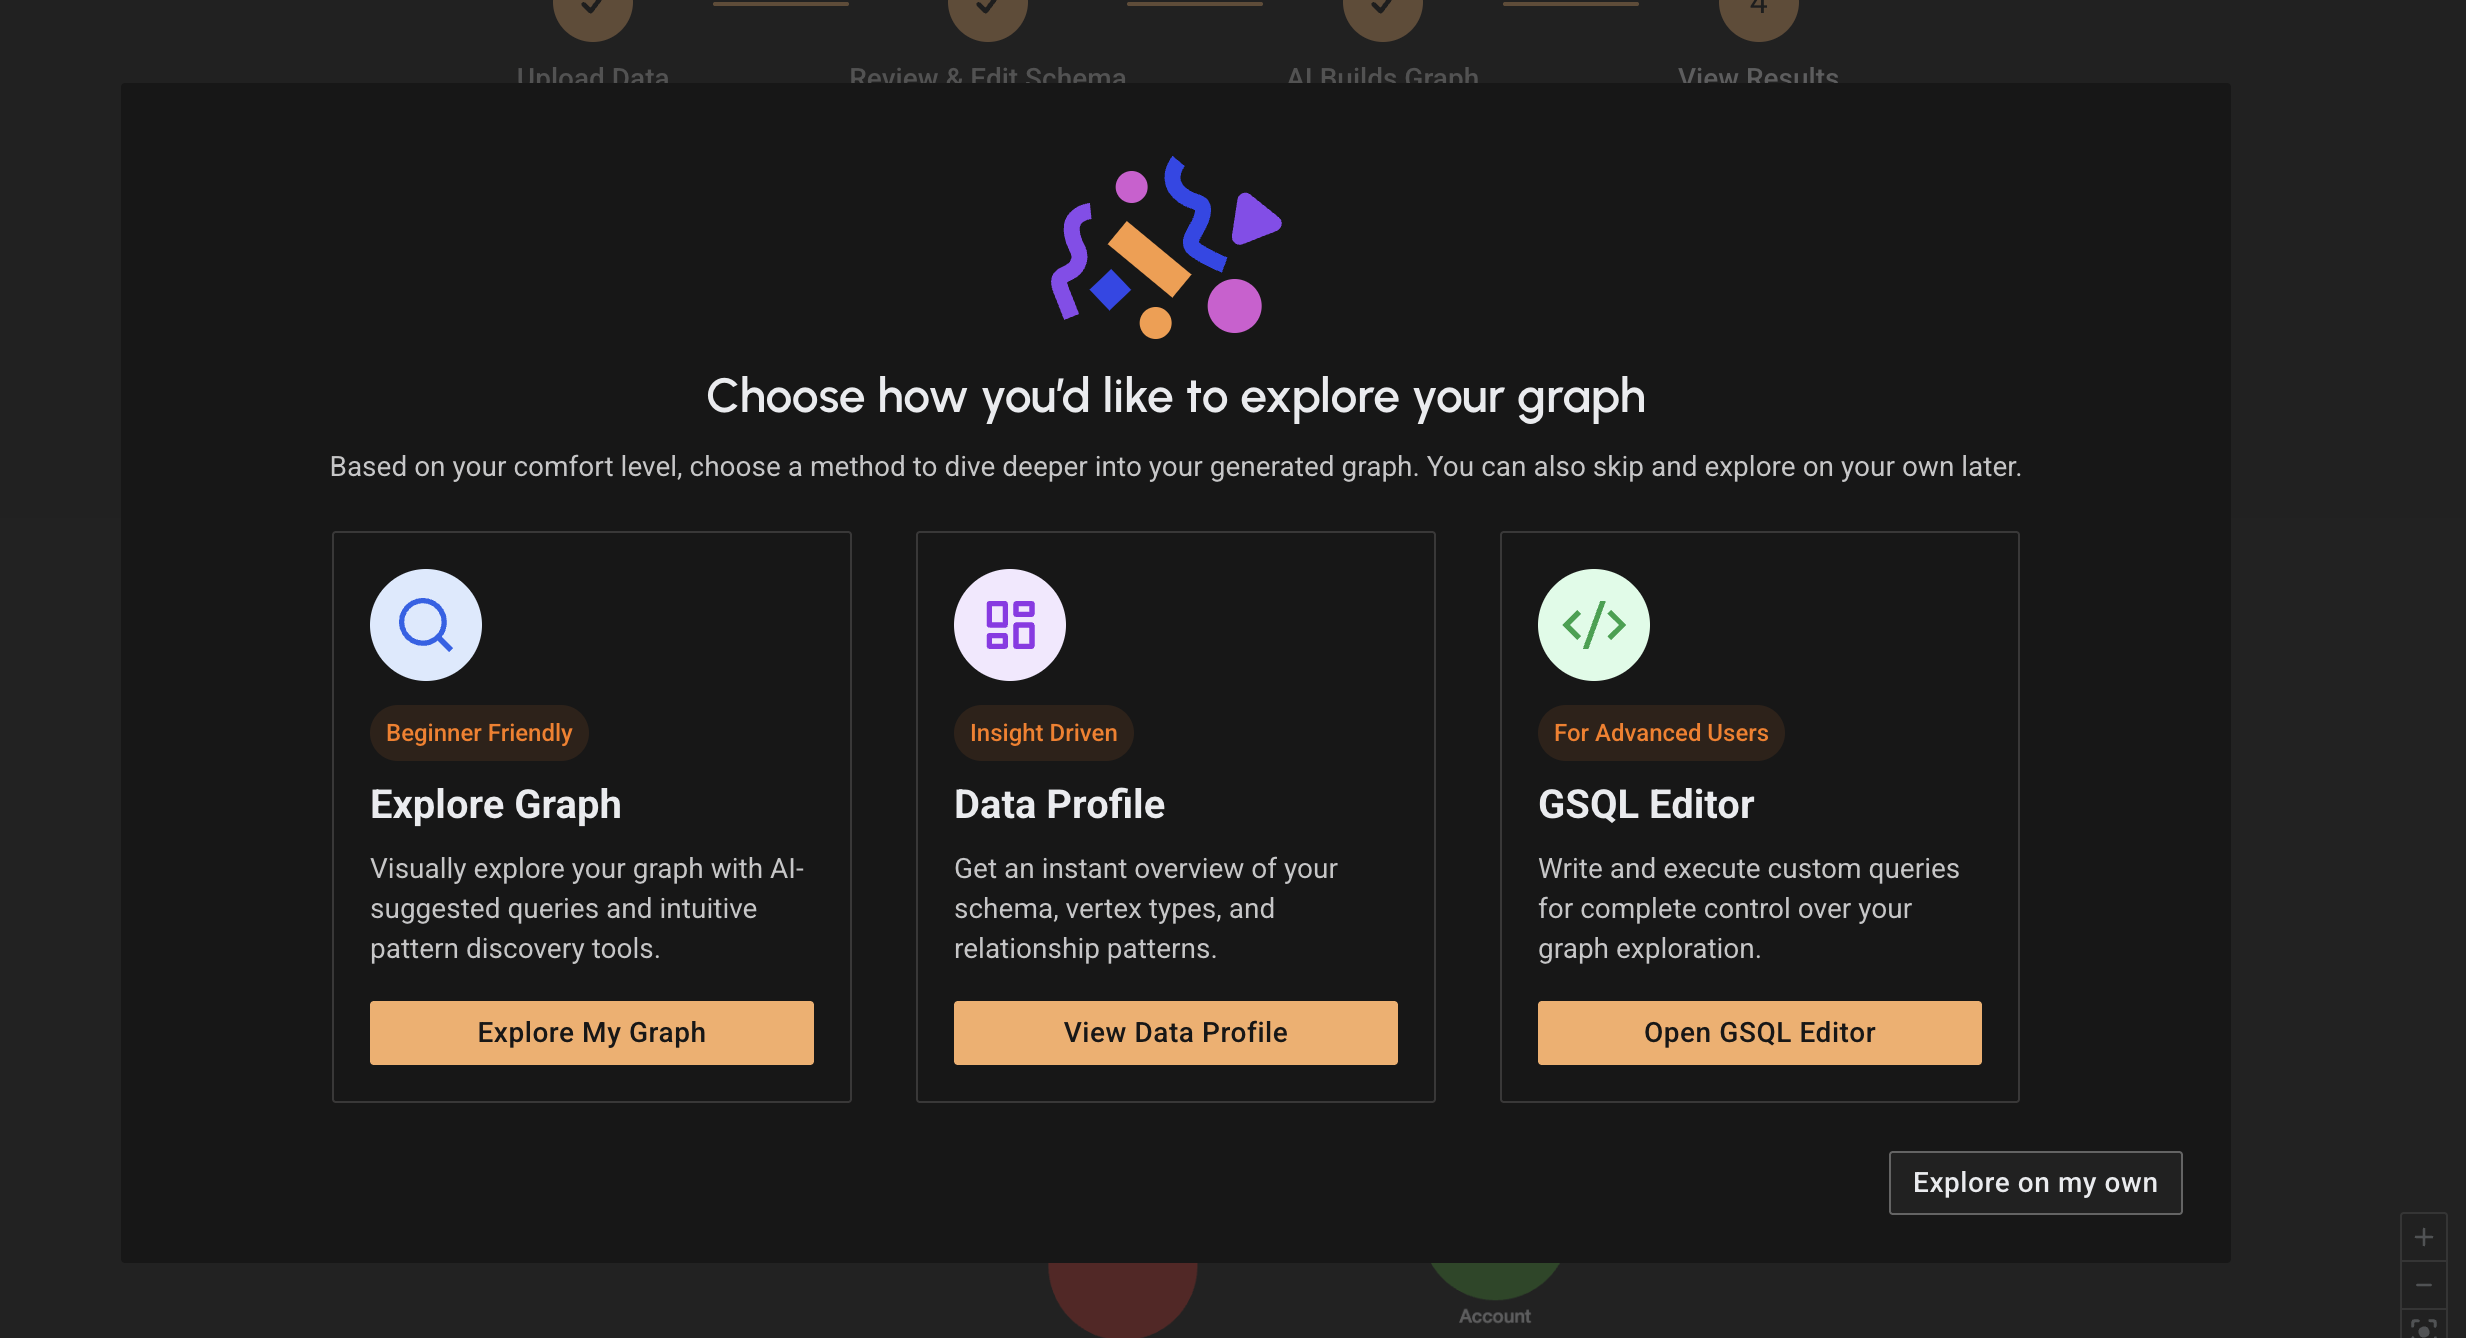 4
Upload Data
Review & Edit Schema
AI Builds Graph
View Results
Choose how you’d like to explore your graph
Based on your comfort level, choose a method to dive deeper into your generated graph. You can also skip and explore on your own later.
Beginner Friendly
Explore Graph
Visually explore your graph with AI-
suggested queries and intuitive
pattern discovery tools.
Explore My Graph
Insight Driven
Data Profile
Get an instant overview of your
schema, vertex types, and
relationship patterns.
View Data Profile
For Advanced Users
GSQL Editor
Write and execute custom queries
for complete control over your
graph exploration.
Open GSQL Editor
Explore on my own
Account